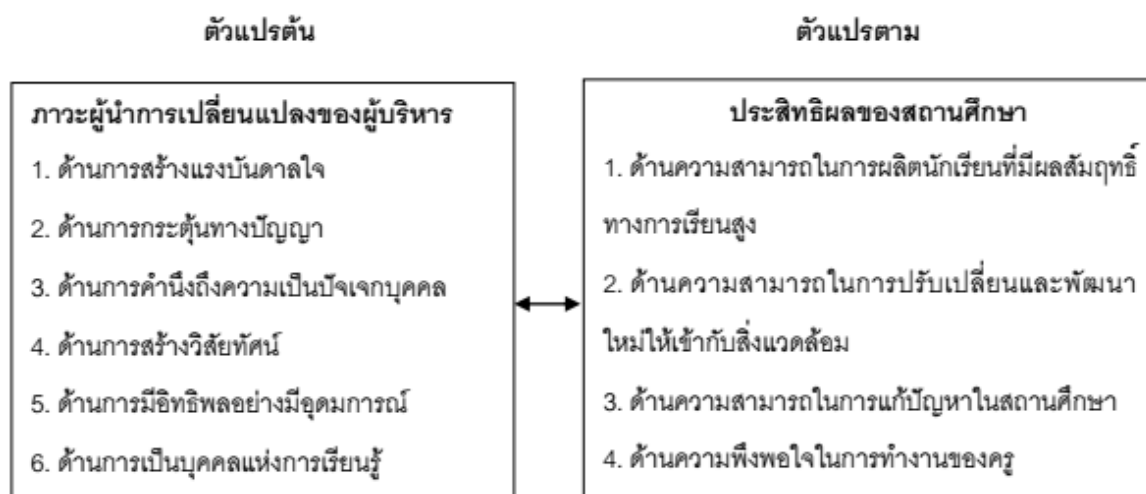 ตัวแปรต้น
ตัวแปรตาม
ภาวะผู้นำการเปลี่ยนแปลงของผู้บริหาร
1. ด้านการสร้างแรงบันดาลใจ
2. ด้านการกระตุ้นทางปัญญา
3. ด้านการคำนึงถึงความเป็นปัจเจกบุคคล
4. ด้านการสร้างวิสัยทัศน์
5. ด้านการมีอิทธิพลอย่างมีอุดมการณ์
6. ด้านการเป็นบุคคลแห่งการเรียนรู้
ประสิทธิผลของสถานศึกษา
1. ด้านความสามารถในการผลิตนักเรียนที่มีผลสัมฤทธิ์
ทางการเรียนสูง
2. ด้านความสามารถในการปรับเปลี่ยนและพัฒนา
ใหม่ให้เข้ากับสิ่งแวดล้อม
3. ด้านความสามารถในการแก้ปัญหาในสถานศึกษา
4. ด้านความพึงพอใจในการทำงานของครู